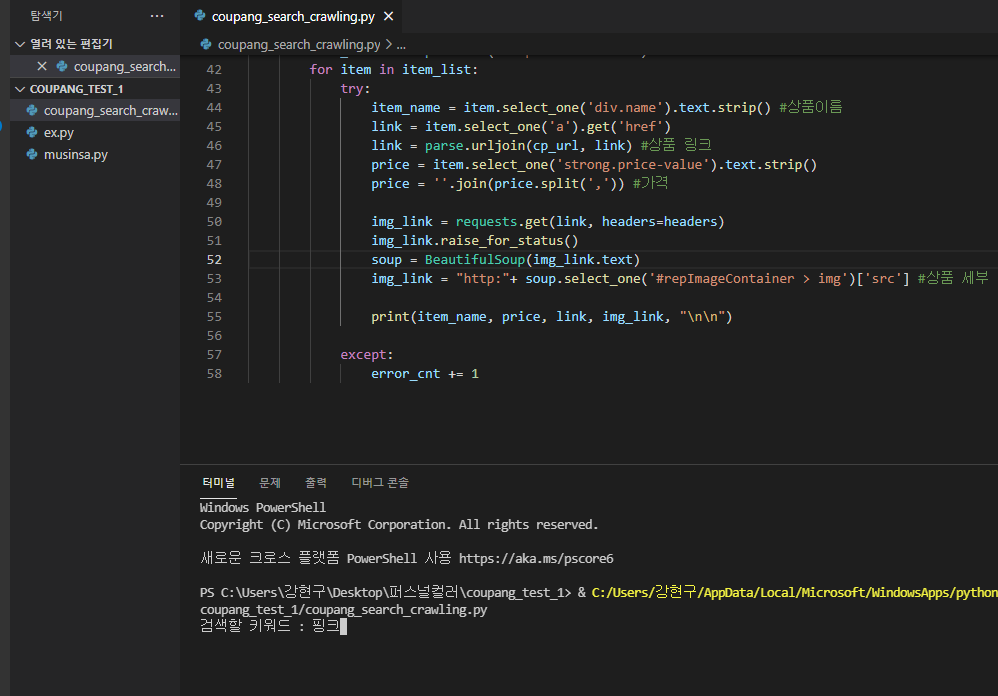 탐색기 ...
열려 있는 편집기
coupang_search...
COUPANG_TEST_1
coupang_search_craw...
ex.py
musinsa.py
coupang_search_crawling.py
coupang_search_crawling.py > ...
42 for item in item_list:
43 try:
44 item_name = item.select_one('div.name').text.strip() #상품이름
45 link = item.select_one('a').get('href')
46 link = parse.urljoin(cp_url, link) #상품 링크
47 price = item.select_one('strong.price-value').text.strip()
48 price = ''.join(price.split(',')) #가격
49
50 img_link = requests.get(link, headers=headers)
51 img_link.raise_for_status()
52 soup = BeautifulSoup(img_link.text)
53 img_link = "http:"+ soup.select_one('#repImageContainer > img')['src'] #상품 세부
54
55 print(item_name, price, link, img_link, "\n\n")
56
57 except:
58 error_cnt += 1
터미널 문제 출력 디버그 콘솔
Windows PowerShell
Copyright (C) Microsoft Corporation. All rights reserved.
새로운 크로스 플랫폼 PowerShell 사용 https://aka.ms/pscore6
PS C:\Users\강현구\Desktop\퍼스널컬러\coupang_test_1> & C:/Users/강현구/AppData/Local/Microsoft/WindowsApps/python
coupang_test_1/coupang_search_crawling.py
검색할 키워드 : 핑크